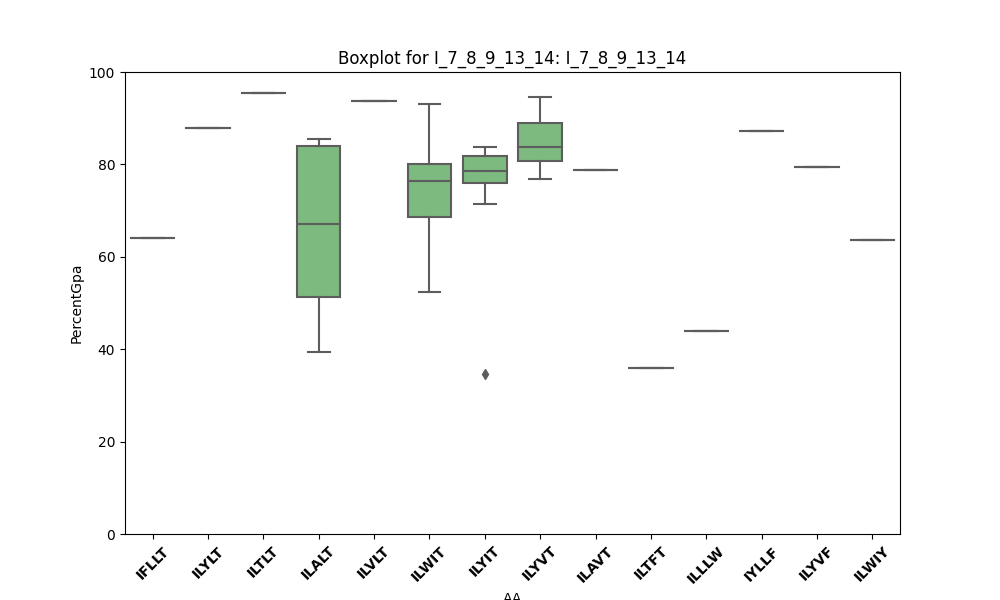 Boxplot for I_7_8_9_13_14: I_7_8_9_13_14
100
80
60
40
20
0
PercentGpa
IFLLT
ILYLT
ILTLT
ILALT
ILVLT
ILWIT
ILYIT
ILYVT
ILAVT
ILTFT
ILLLW
IYLLF
ILYVF
ILWIY
AA